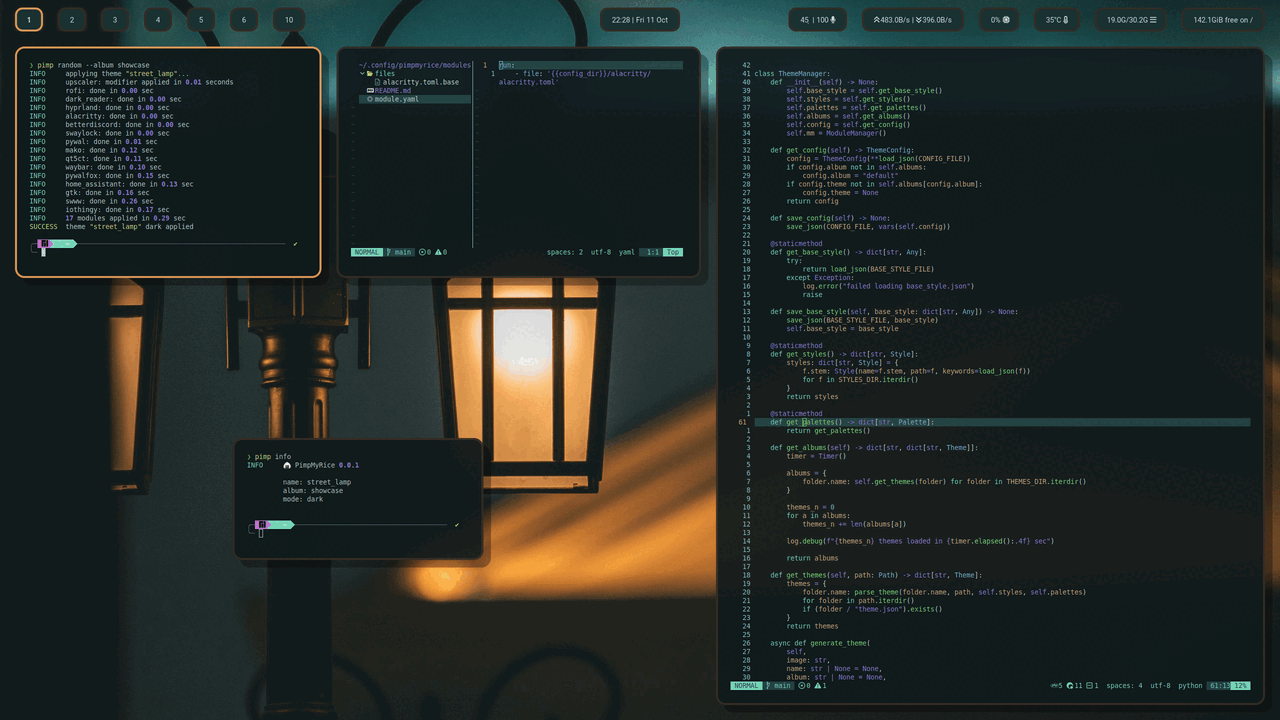 1 2 3 4 5 6 10
22:28 | Fri 11 Oct
45 | 100
483.0B/s | 396.0B/s
0%
35°C
19.0G/30.2G
142.1GiB free on /
❯ pimp random --album showcase
INFO applying theme "street_lamp"...
INFO upscaler: modifier applied in 0.01 seconds
INFO rofi: done in 0.00 sec
INFO dark_reader: done in 0.00 sec
INFO hyprland: done in 0.00 sec
INFO alacritty: done in 0.00 sec
INFO betterdiscord: done in 0.00 sec
INFO swaylock: done in 0.00 sec
INFO pywal: done in 0.01 sec
INFO mako: done in 0.12 sec
INFO qt5ct: done in 0.11 sec
INFO waybar: done in 0.10 sec
INFO pywalfox: done in 0.15 sec
INFO home_assistant: done in 0.13 sec
INFO gtk: done in 0.16 sec
INFO swww: done in 0.26 sec
INFO iothingy: done in 0.17 sec
INFO 17 modules applied in 0.29 sec
SUCCESS theme "street_lamp" dark applied
~ ✔
~/.config/pimpmyrice/modules
files
alacritty.toml.base
README.md
module.yaml
1 run:
1 - file: '{{config_dir}}/alacritty/
alacritty.toml'
NORMAL main 0 0 spaces: 2 utf-8 yaml 1:1 Top
❯ pimp info
INFO PimpMyRice 0.0.1
name: street_lamp
album: showcase
mode: dark
~ ✔
42
41 class ThemeManager:
40 def __init__(self) -> None:
39 self.base_style = self.get_base_style()
38 self.styles = self.get_styles()
37 self.palettes = self.get_palettes()
36 self.albums = self.get_albums()
35 self.config = self.get_config()
34 self.mm = ModuleManager()
33
32 def get_config(self) -> ThemeConfig:
31 config = ThemeConfig(**load_json(CONFIG_FILE))
30 if config.album not in self.albums:
29 config.album = "default"
28 if config.theme not in self.albums[config.album]:
27 config.theme = None
26 return config
25
24 def save_config(self) -> None:
23 save_json(CONFIG_FILE, vars(self.config))
22
21 @staticmethod
20 def get_base_style() -> dict[str, Any]:
19 try:
18 return load_json(BASE_STYLE_FILE)
17 except Exception:
16 log.error("failed loading base_style.json")
15 raise
14
13 def save_base_style(self, base_style: dict[str, Any]) -> None:
12 save_json(BASE_STYLE_FILE, base_style)
11 self.base_style = base_style
10
9 @staticmethod
8 def get_styles() -> dict[str, Style]:
7 styles: dict[str, Style] = {
6 f.stem: Style(name=f.stem, path=f, keywords=load_json(f))
5 for f in STYLES_DIR.iterdir()
4 }
3 return styles
2
1 @staticmethod
61 def get_palettes() -> dict[str, Palette]:
1 return get_palettes()
2
3 def get_albums(self) -> dict[str, dict[str, Theme]]:
4 timer = Timer()
5
6 albums = {
7 folder.name: self.get_themes(folder) for folder in THEMES_DIR.iterdir()
8 }
9
10 themes_n = 0
11 for a in albums:
12 themes_n += len(albums[a])
13
14 log.debug(f"{themes_n} themes loaded in {timer.elapsed():.4f} sec")
15
16 return albums
17
18 def get_themes(self, path: Path) -> dict[str, Theme]:
19 themes = {
20 folder.name: parse_theme(folder.name, path, self.styles, self.palettes)
21 for folder in path.iterdir()
22 if (folder / "theme.json").exists()
23 }
24 return themes
25
26 async def generate_theme(
27 self,
28 image: str,
29 name: str | None = None,
30 album: str | None = None,
NORMAL main 0 1 5 11 1 spaces: 4 utf-8 python 61:13 12%